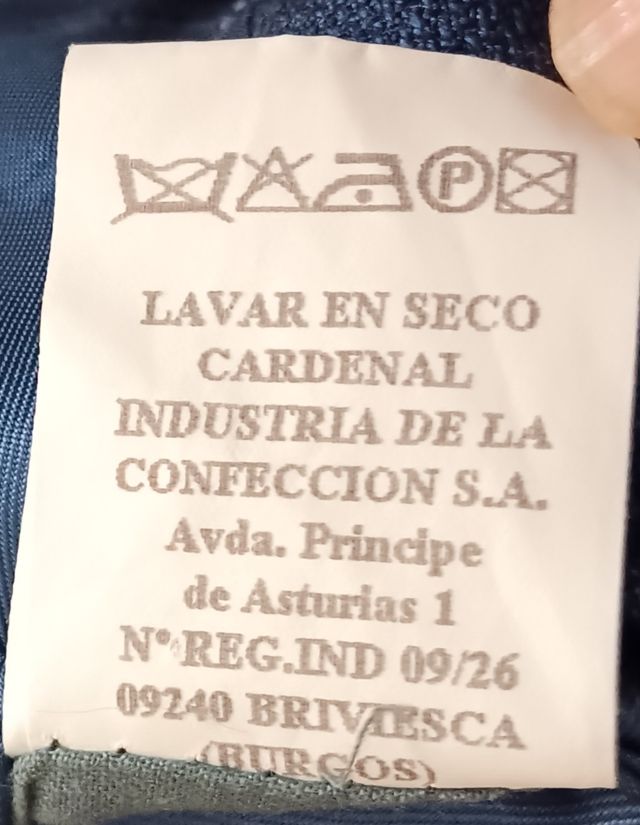 P
LAVAR EN SECO
CARDENAL
INDUSTRIA DE LA
CONFECCION S.A.
Avda. Principe
de Asturias 1
Nº REG.IND 09/26
09240 BRIVIESCA
(BURGOS)